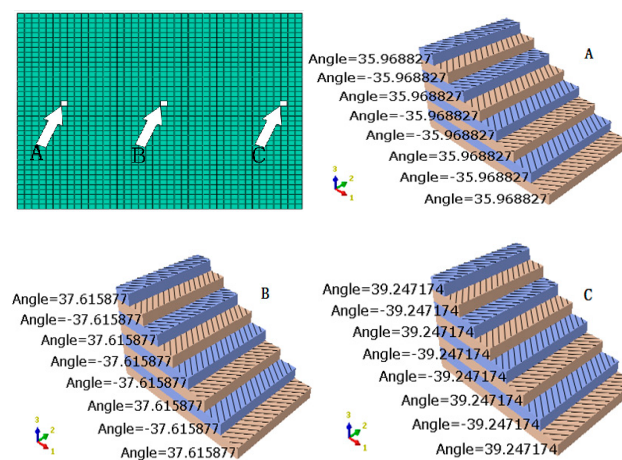 A
B
C
A
Angle=35.968827
Angle=-35.968827
Angle=35.968827
Angle=-35.968827
Angle=-35.968827
Angle=35.968827
Angle=-35.968827
Angle=35.968827
3
2
1
B
Angle=37.615877
Angle=-37.615877
Angle=37.615877
Angle=-37.615877
Angle=-37.615877
Angle=37.615877
Angle=-37.615877
Angle=37.615877
3
2
1
C
Angle=39.247174
Angle=-39.247174
Angle=39.247174
Angle=-39.247174
Angle=-39.247174
Angle=39.247174
Angle=-39.247174
Angle=39.247174
3
2
1